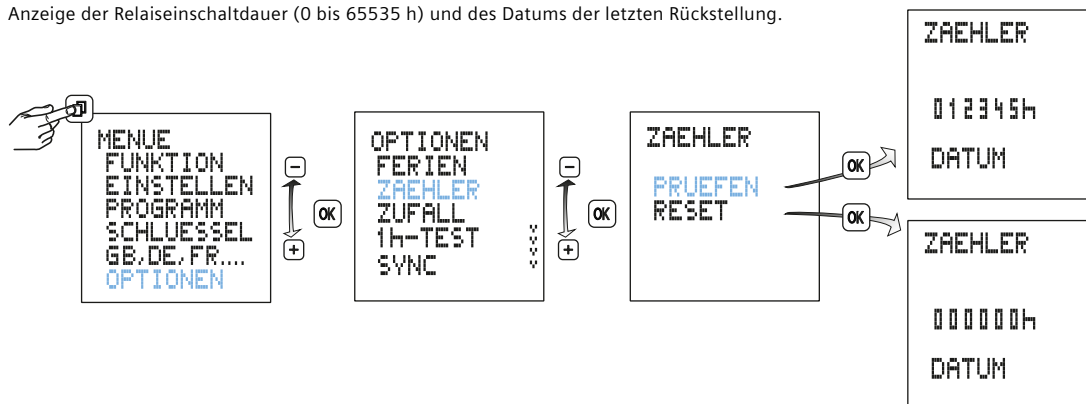 Anzeige der Relaiseinschaltdauer (0 bis 65535 h) und des Datums der letzten Rückstellung.
MENUE
FUNKTION
EINSTELLEN
PROGRAMM
SCHLUESSEL
GB,DE,FR....
OPTIONEN
-
+
OK
OPTIONEN
FERIEN
ZAEHLER
ZUFALL
1h-TEST
SYNC
-
+
OK
ZAEHLER
PRUEFEN
RESET
OK
OK
ZAEHLER
012345h
DATUM
ZAEHLER
000000h
DATUM